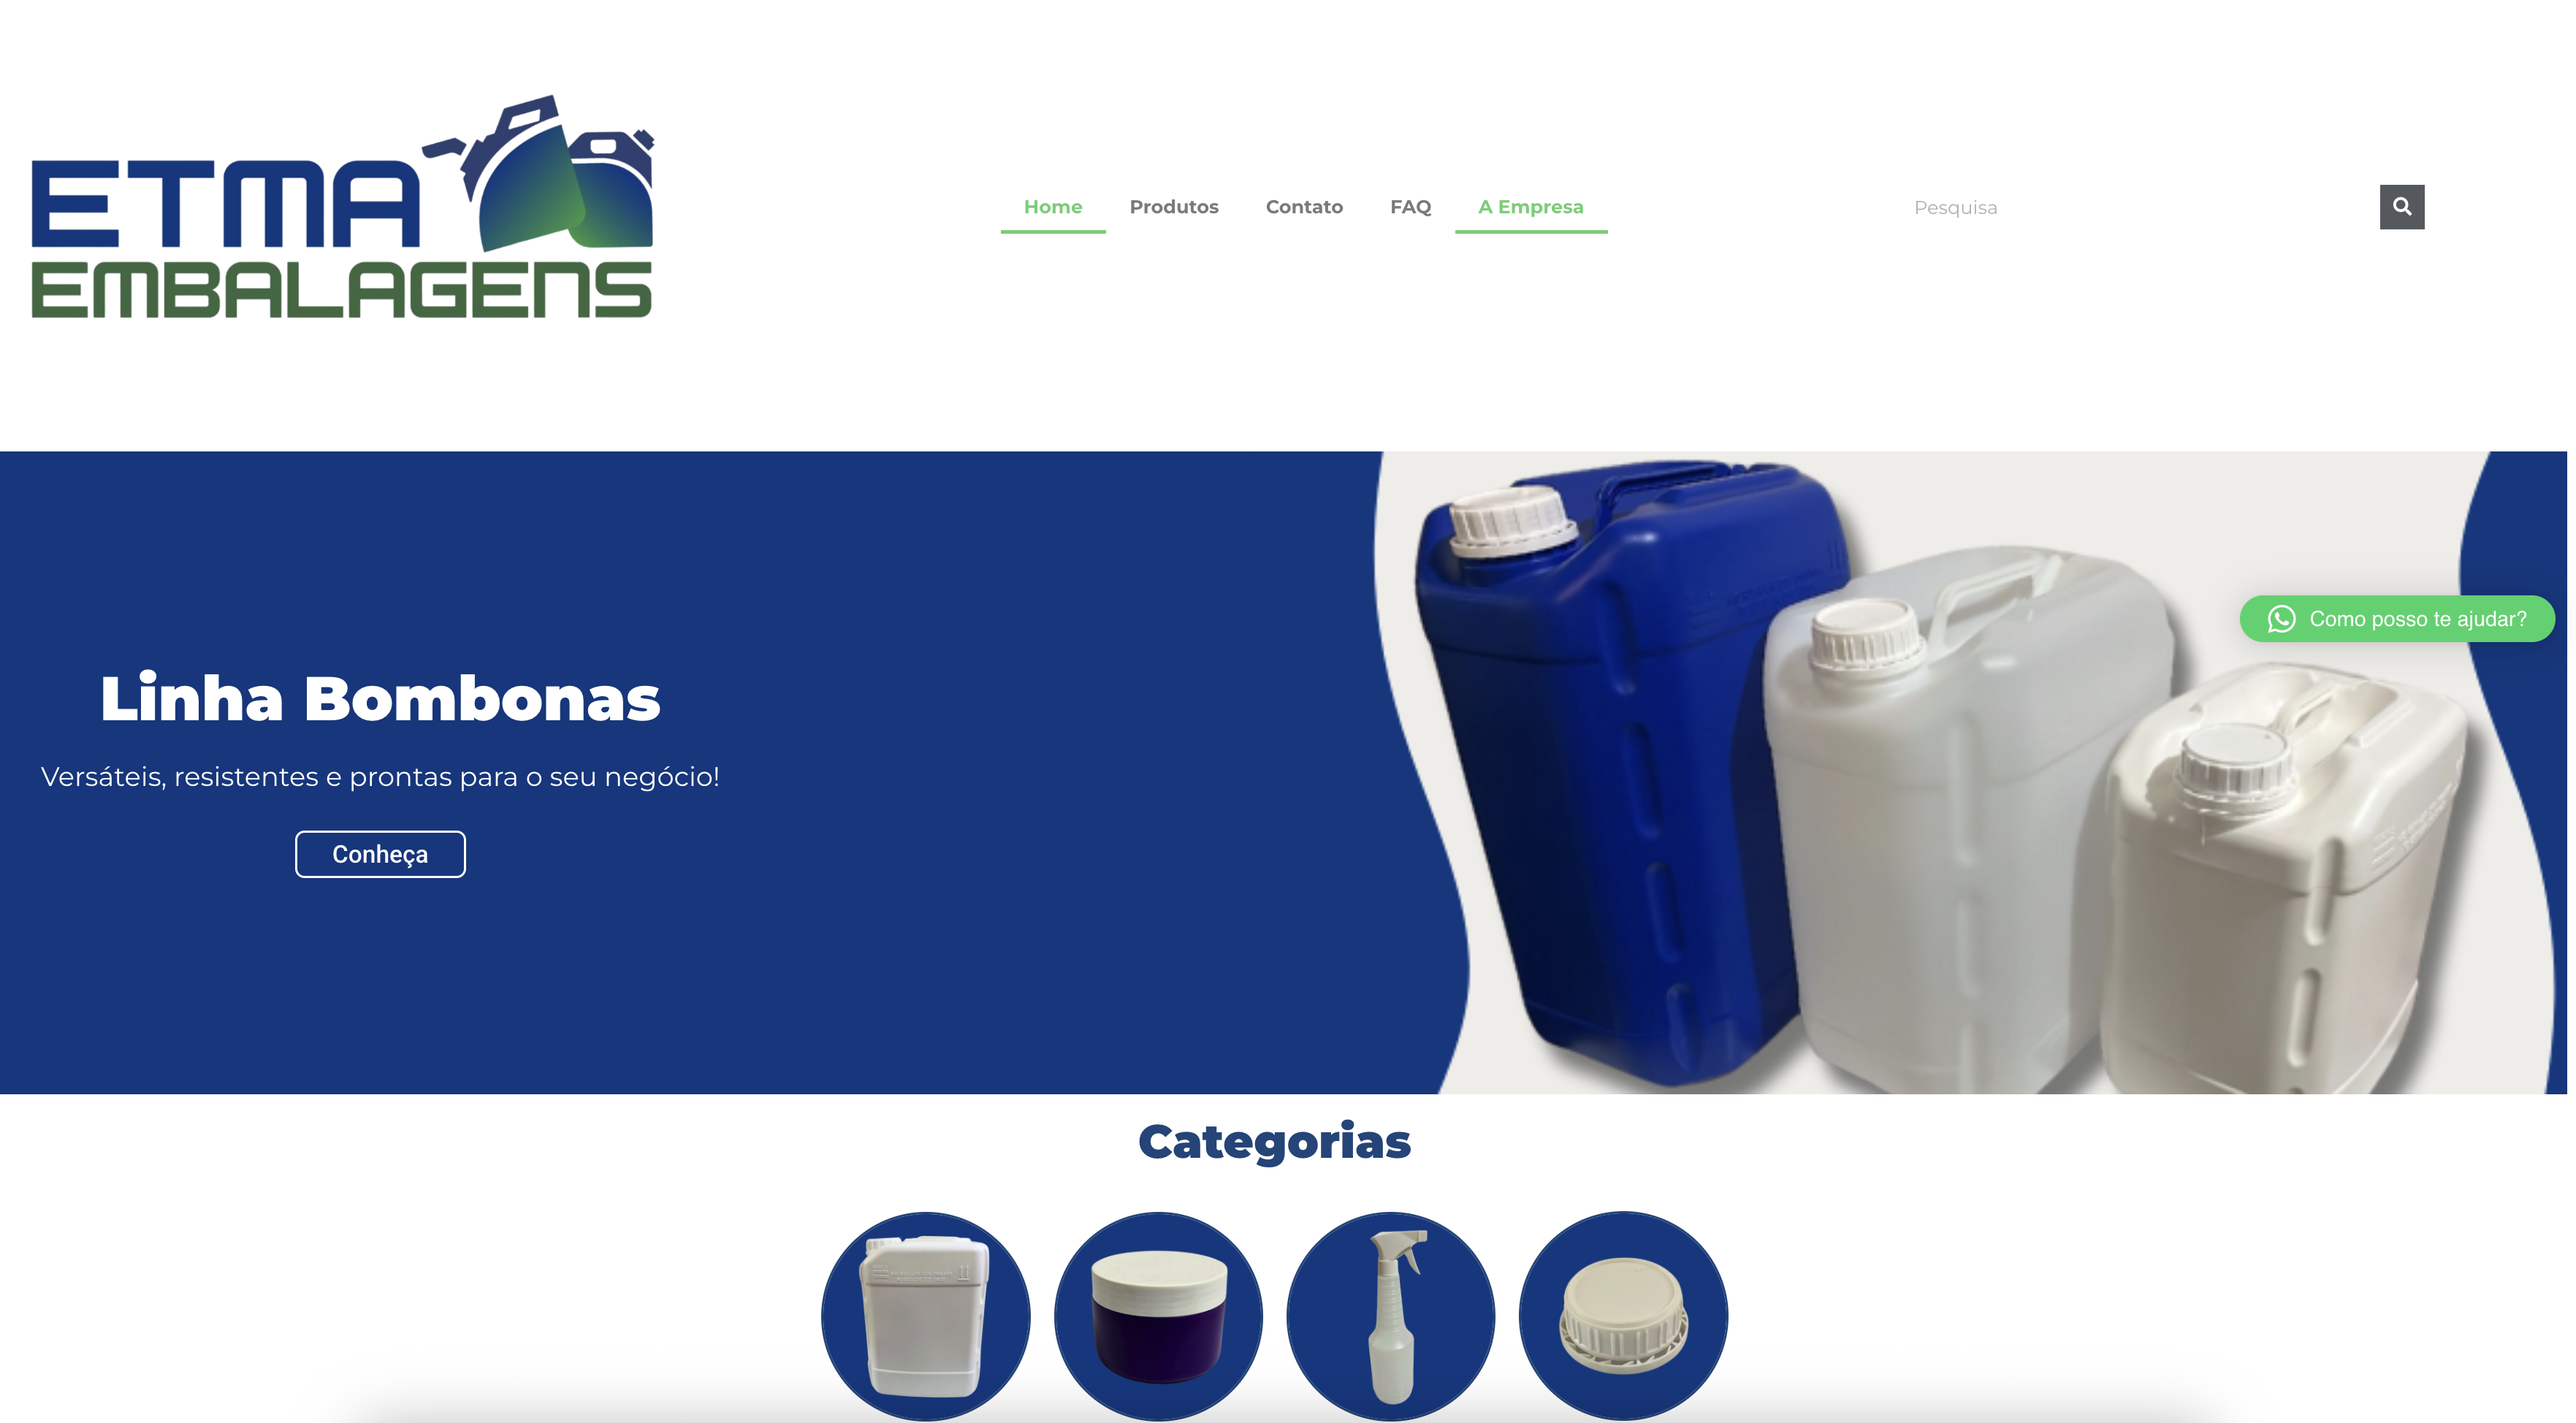 ETMA
EMBALAGENS
Home Produtos Contato FAQ A Empresa Pesquisa
Como posso te ajudar?
Linha Bombonas
Versáteis, resistentes e prontas para o seu negócio!
Conheça
Categorias